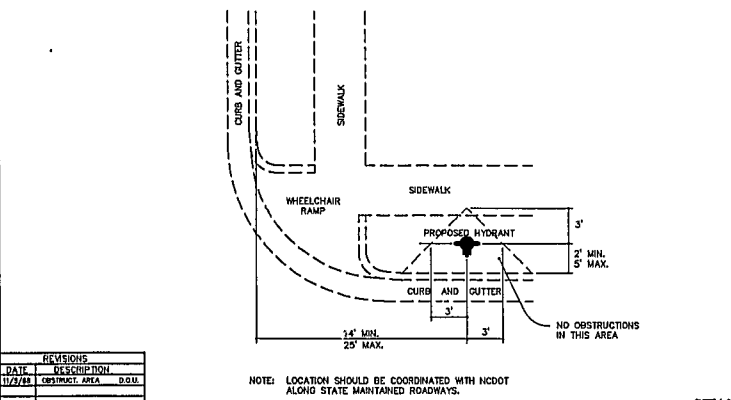 CURB AND GUTTER
SIDEWALK
SIDEWALK
WHEELCHAIR
RAMP
PROPOSED HYDRANT
3'
2' MIN.
5' MAX.
CURB AND GUTTER
3'
3'
14' MIN.
25' MAX.
NO OBSTRUCTIONS
IN THIS AREA
REVISIONS
DATE DESCRIPTION
OBSTRUCT. AREA D.O.U.
NOTE: LOCATION SHOULD BE COORDINATED WITH NCDOT
ALONG STATE MAINTAINED ROADWAYS.